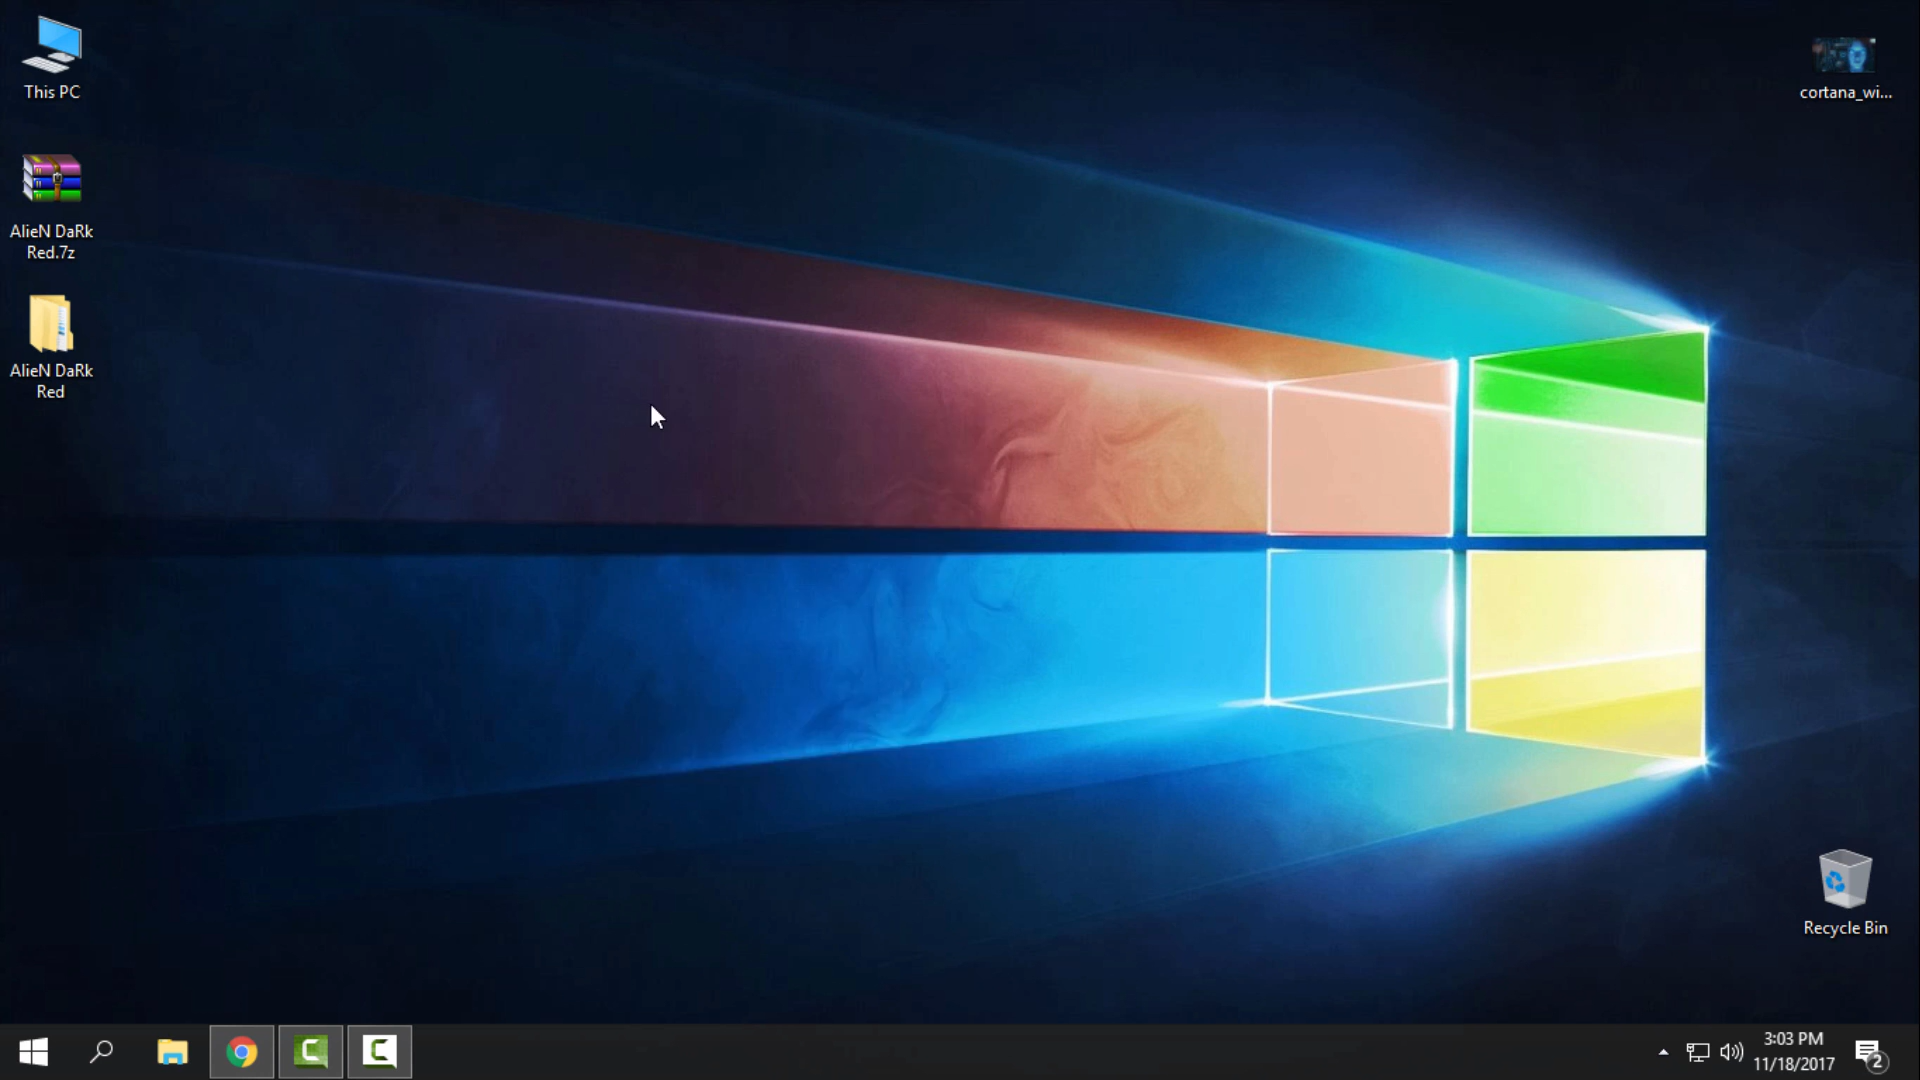 This PC
cortana_wi...
AlieN DaRk
Red.7z
AlieN DaRk
Red
Recycle Bin
3:03 PM
11/18/2017
2